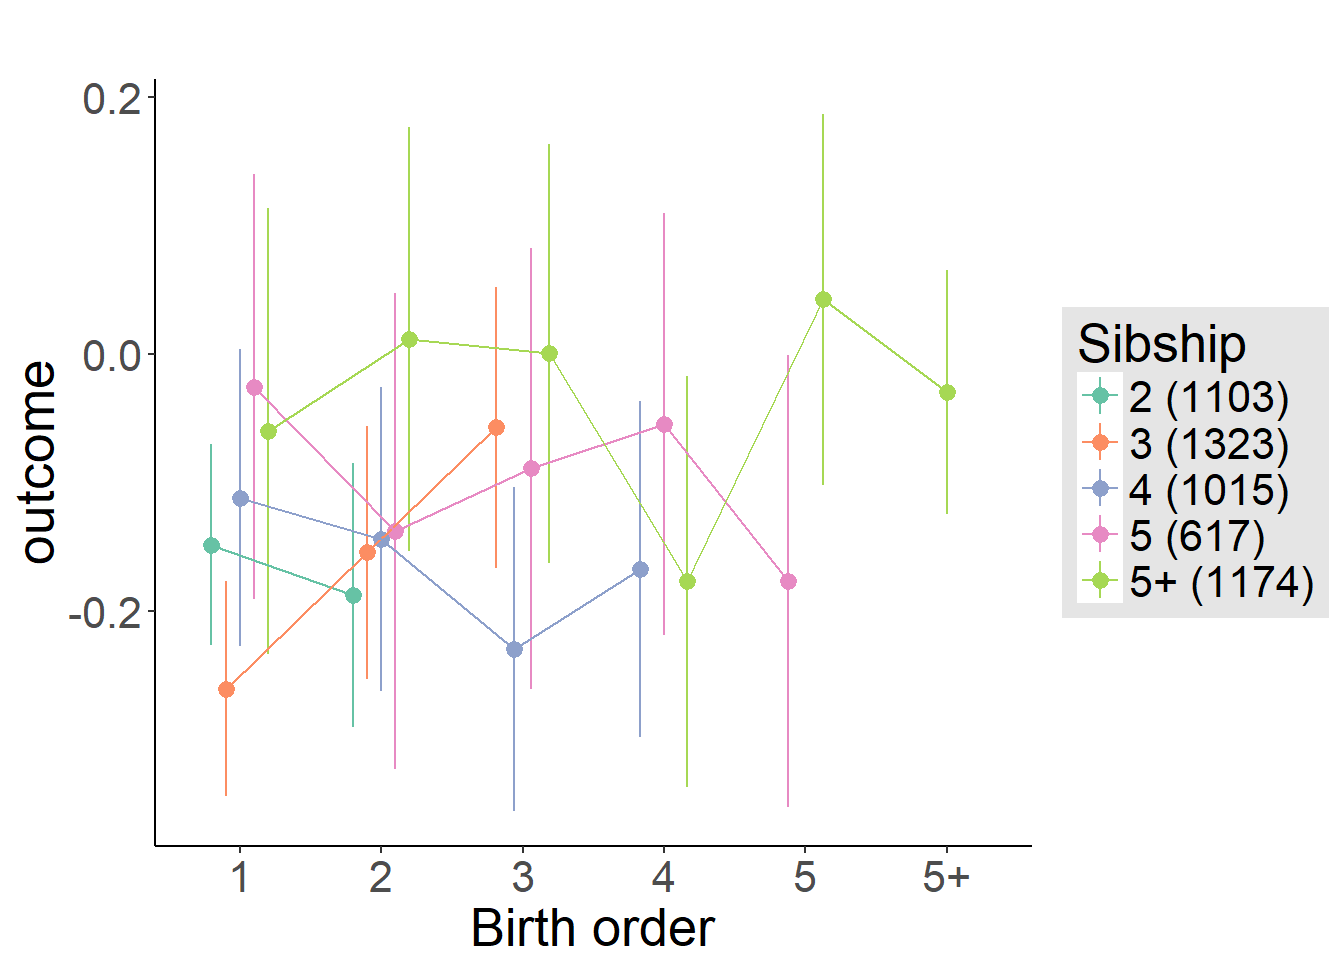 0.2
0.0
-0.2
outcome
1 2 3 4 5 5+
Birth order
Sibship
2 (1103)
3 (1323)
4 (1015)
5 (617)
5+ (1174)